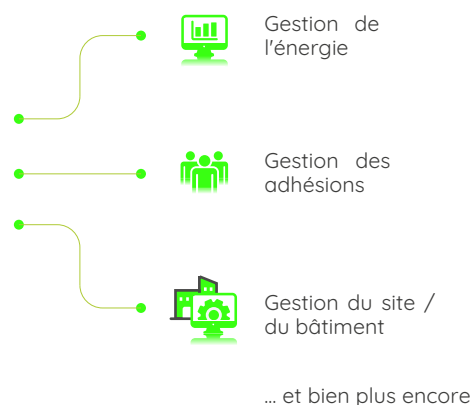 Gestion de
l'énergie
Gestion des
adhésions
Gestion du site /
du bâtiment
... et bien plus encore